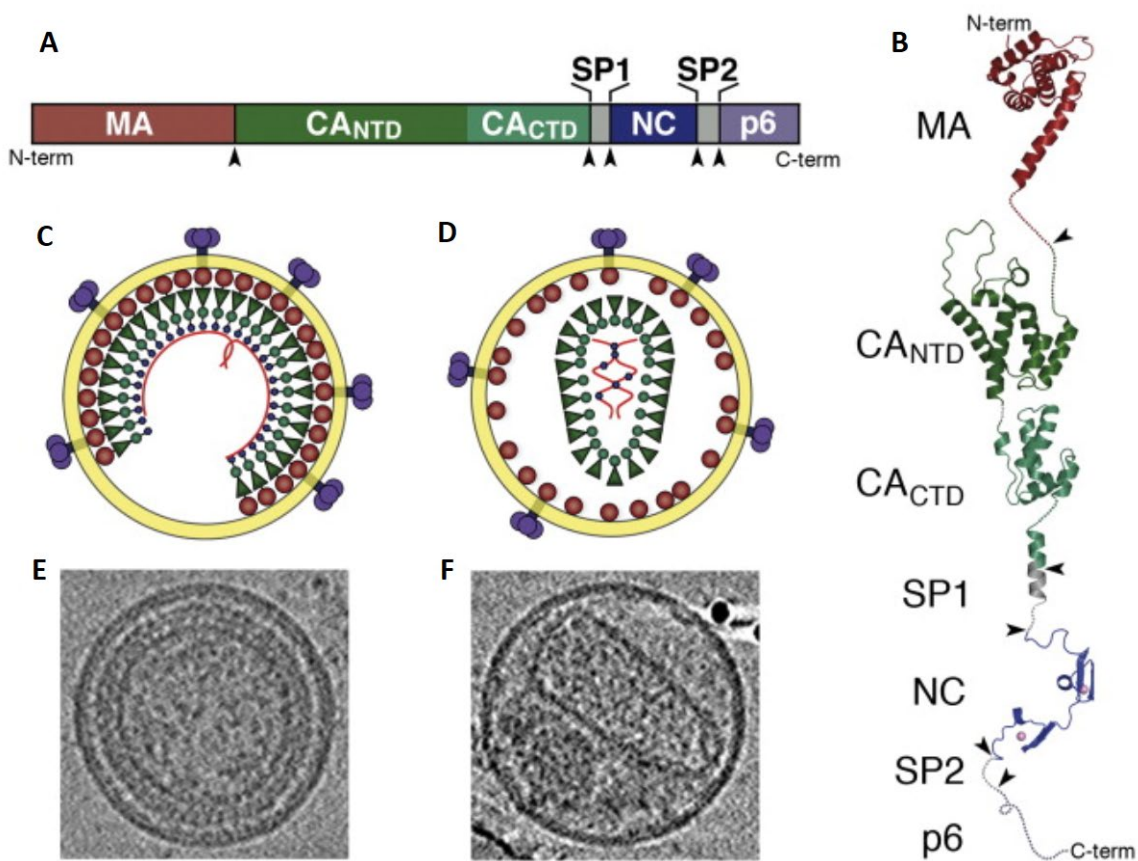 A
SP1 SP2
MA CANTD CACTD NC p6
N-term C-term
B
N-term
MA
CANTD
CACTD
SP1
NC
SP2
p6
C-term
C
D
E
F